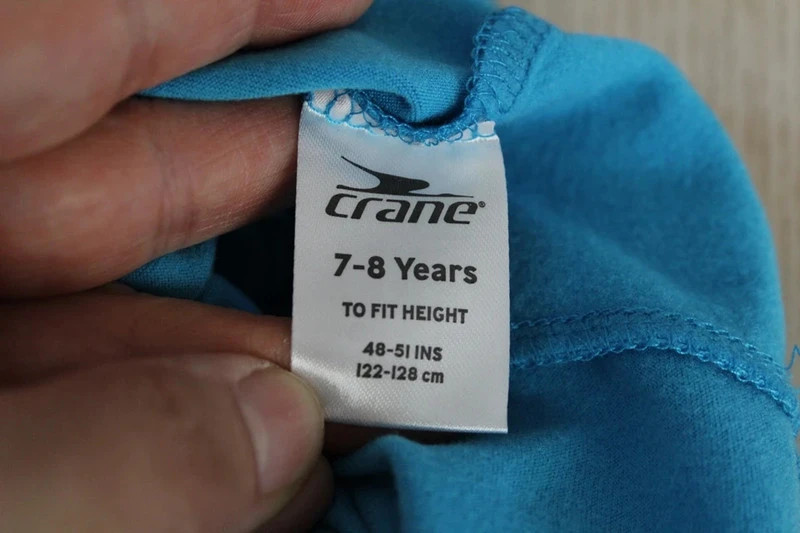 crane®
7-8 Years
TO FIT HEIGHT
48-51 INS
122-128 cm